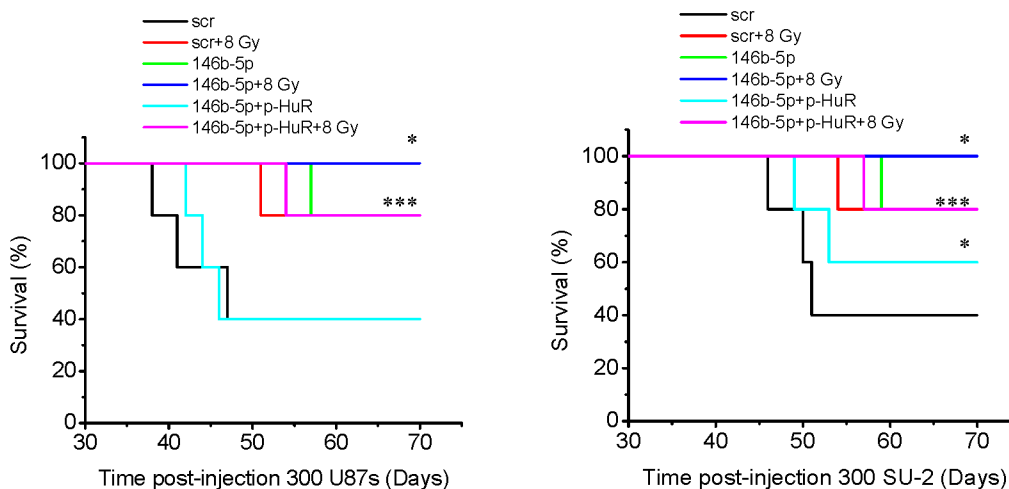 scr
scr+8 Gy
146b-5p
146b-5p+8 Gy
146b-5p+p-HuR
146b-5p+p-HuR+8 Gy
*
***
100
80
60
40
20
0
Survival (%)
30 40 50 60 70
Time post-injection 300 U87s (Days)
scr
scr+8 Gy
146b-5p
146b-5p+8 Gy
146b-5p+p-HuR
146b-5p+p-HuR+8 Gy
*
***
*
100
80
60
40
20
0
Survival (%)
30 40 50 60 70
Time post-injection 300 SU-2 (Days)